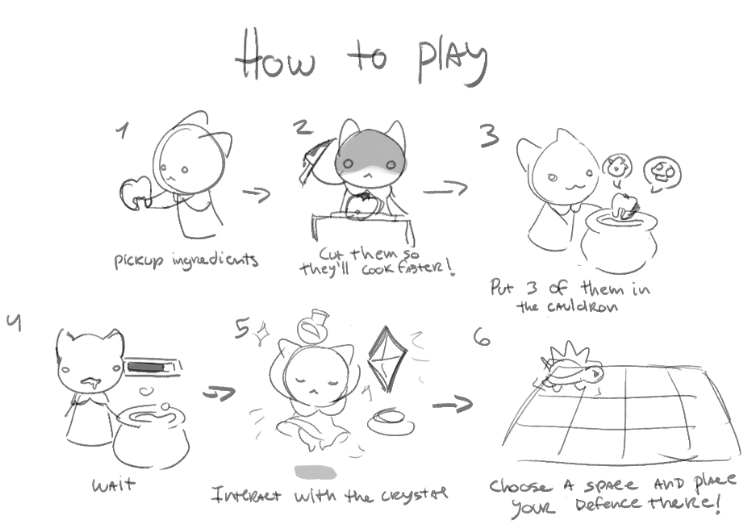 How to play
1
2
3
pickup ingredients
Cut them so
they'll cook faster!
Put 3 of them in
the cauldron
4
5
6
wait
Interact with the crystal
choose a space and place
your defence there!